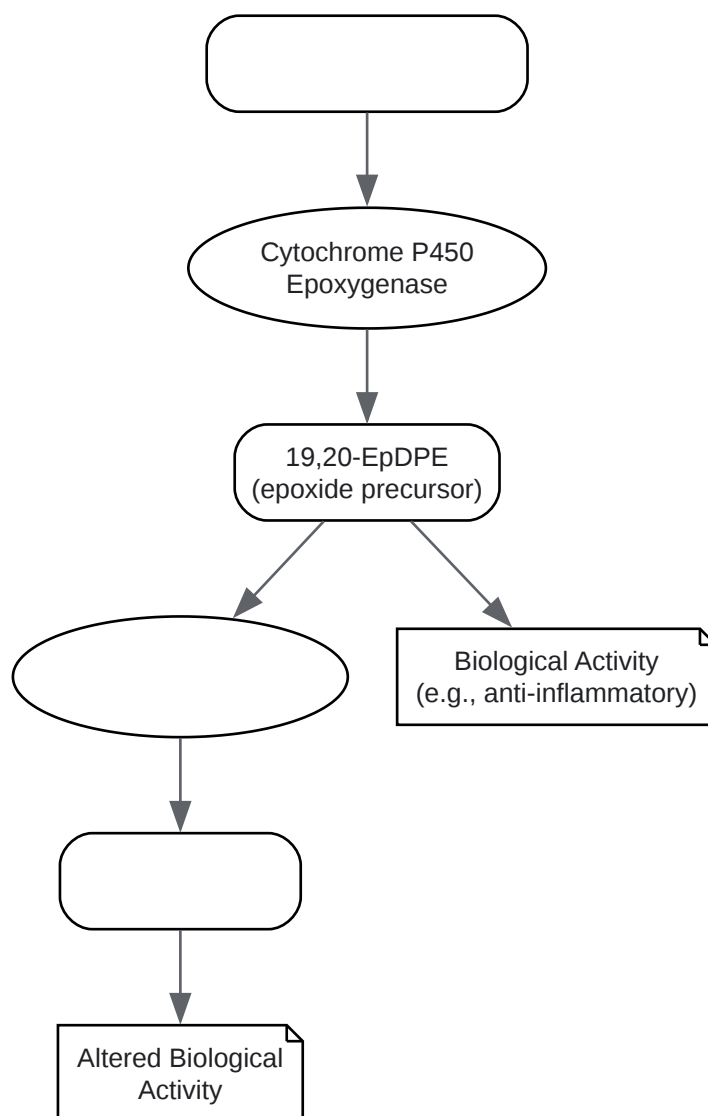 Cytochrome P450
Epoxygenase
19,20-EpDPE
(epoxide precursor)
Biological Activity
(e.g., anti-inflammatory)
Altered Biological
Activity